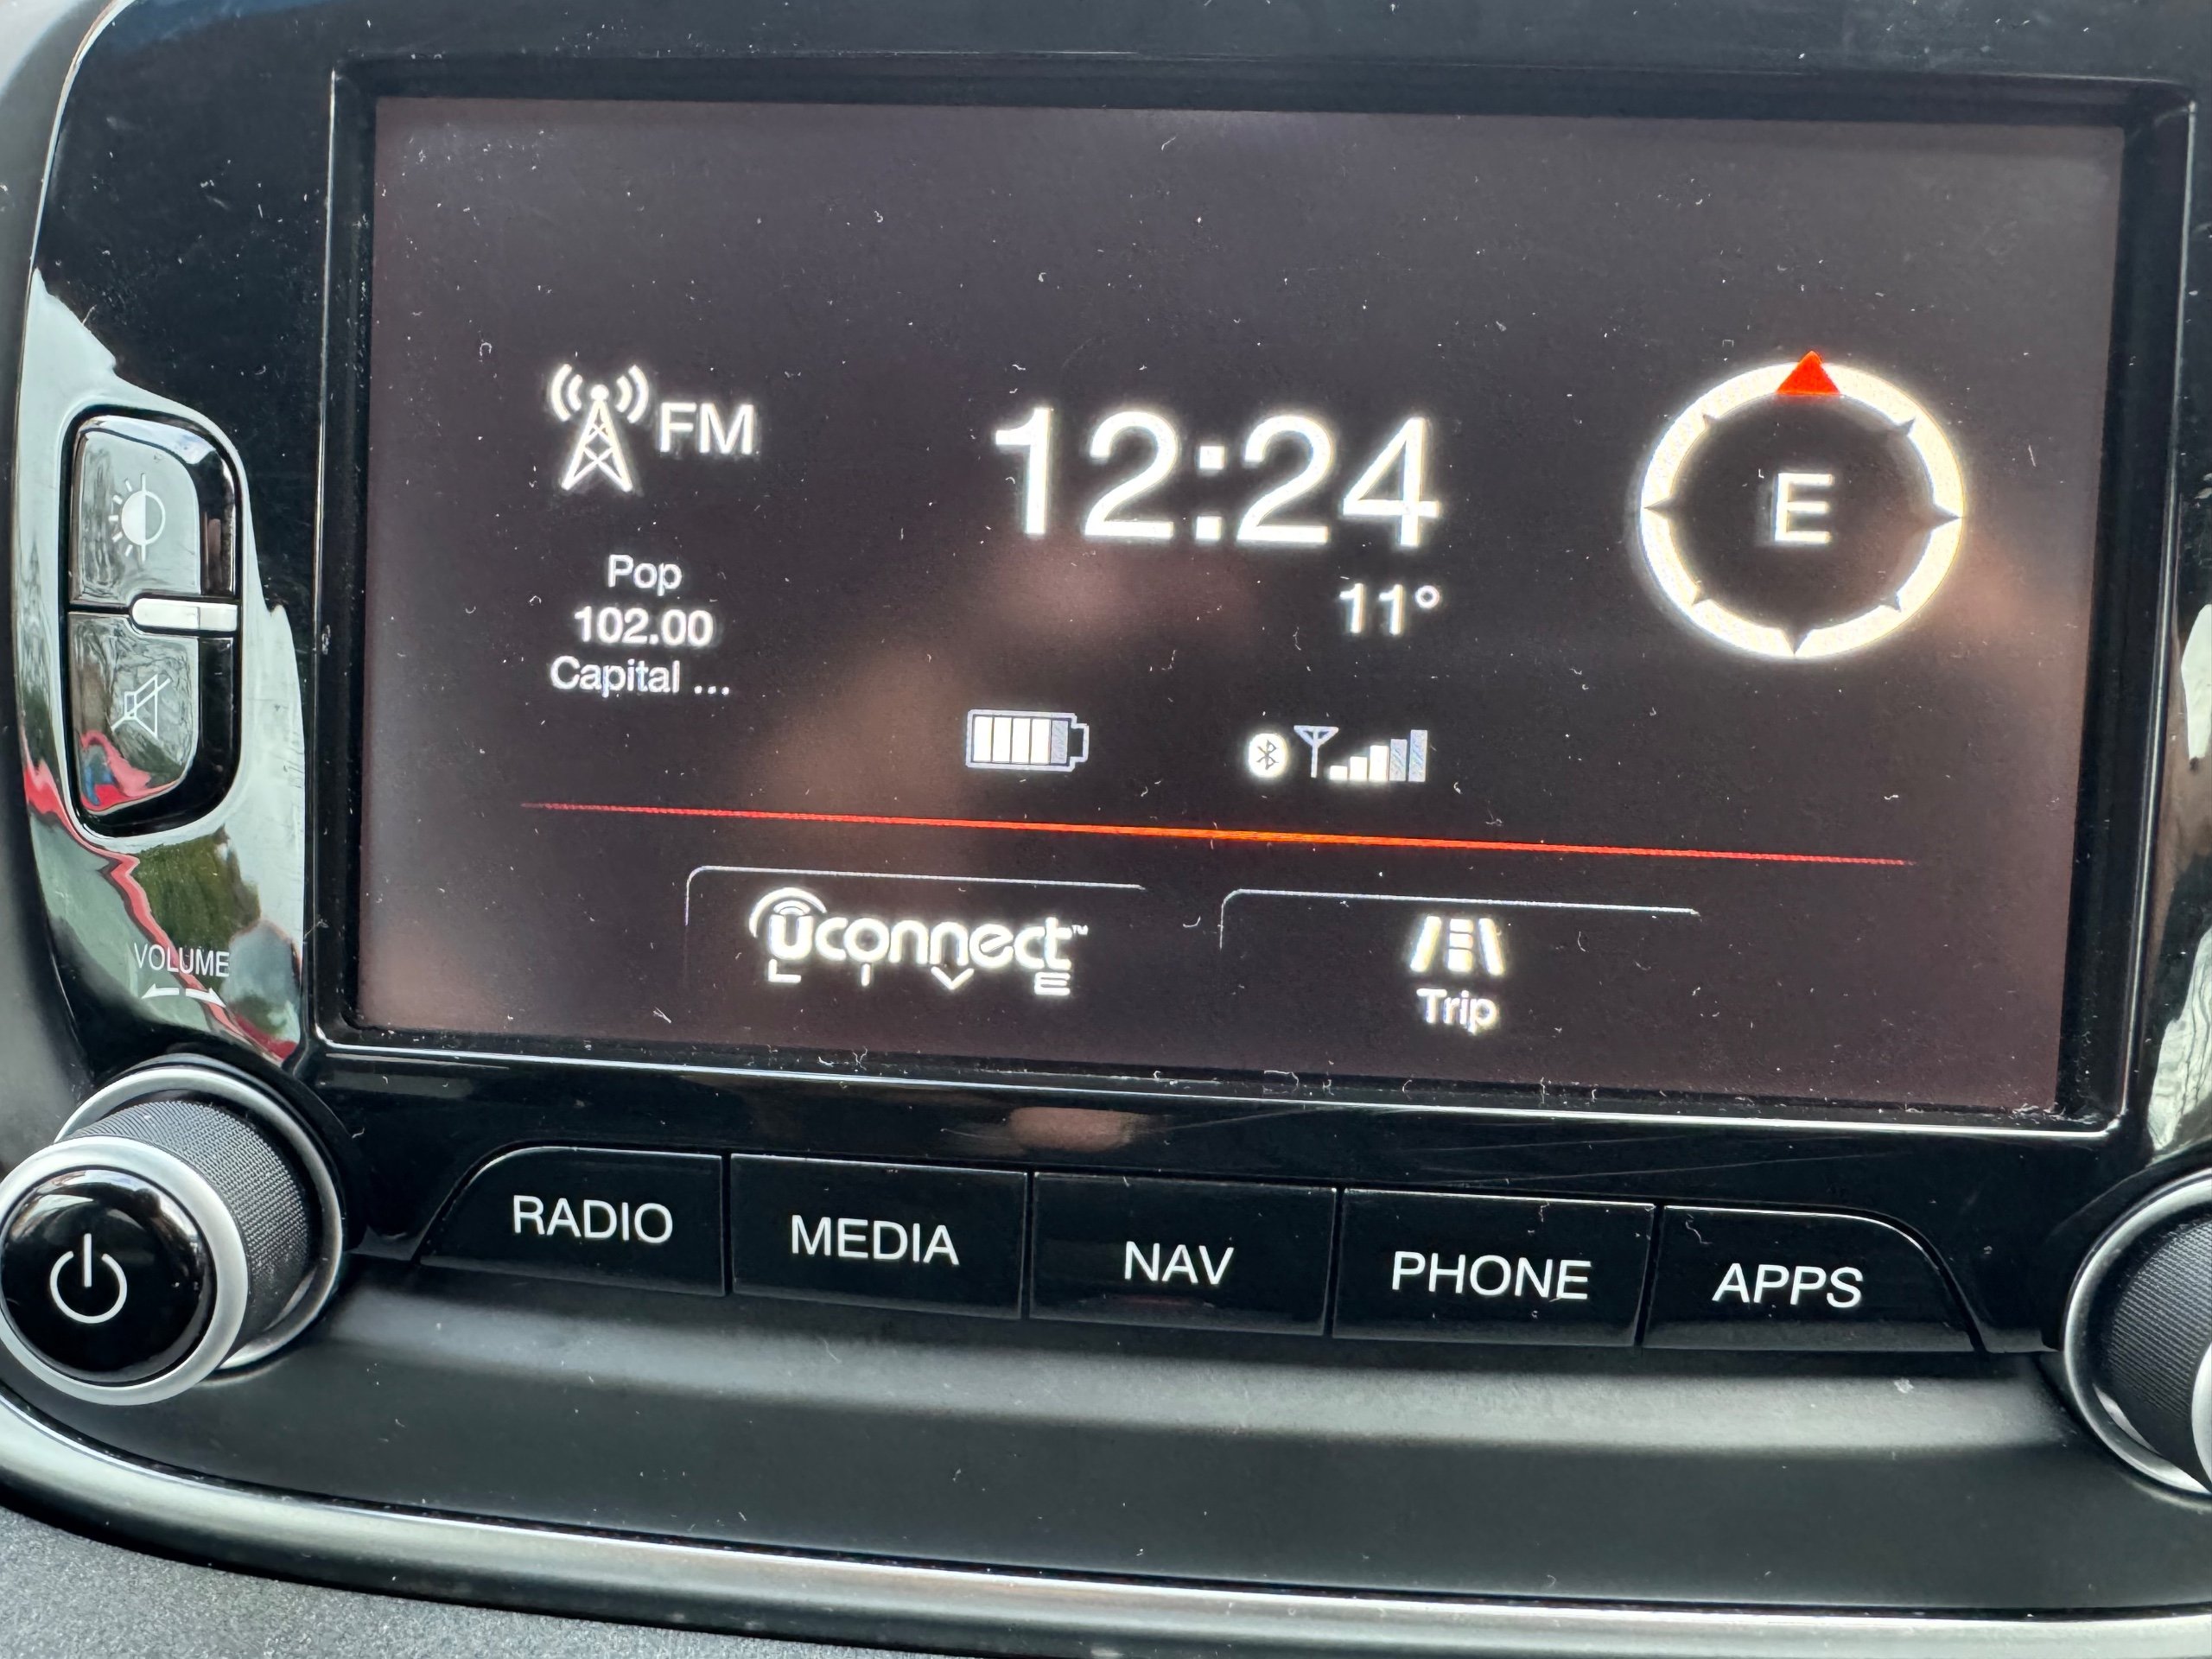 FM
12:24
E
Pop
102.00
Capital ...
11°
uconnect™
LIVE
Trip
VOLUME
RADIO
MEDIA
NAV
PHONE
APPS